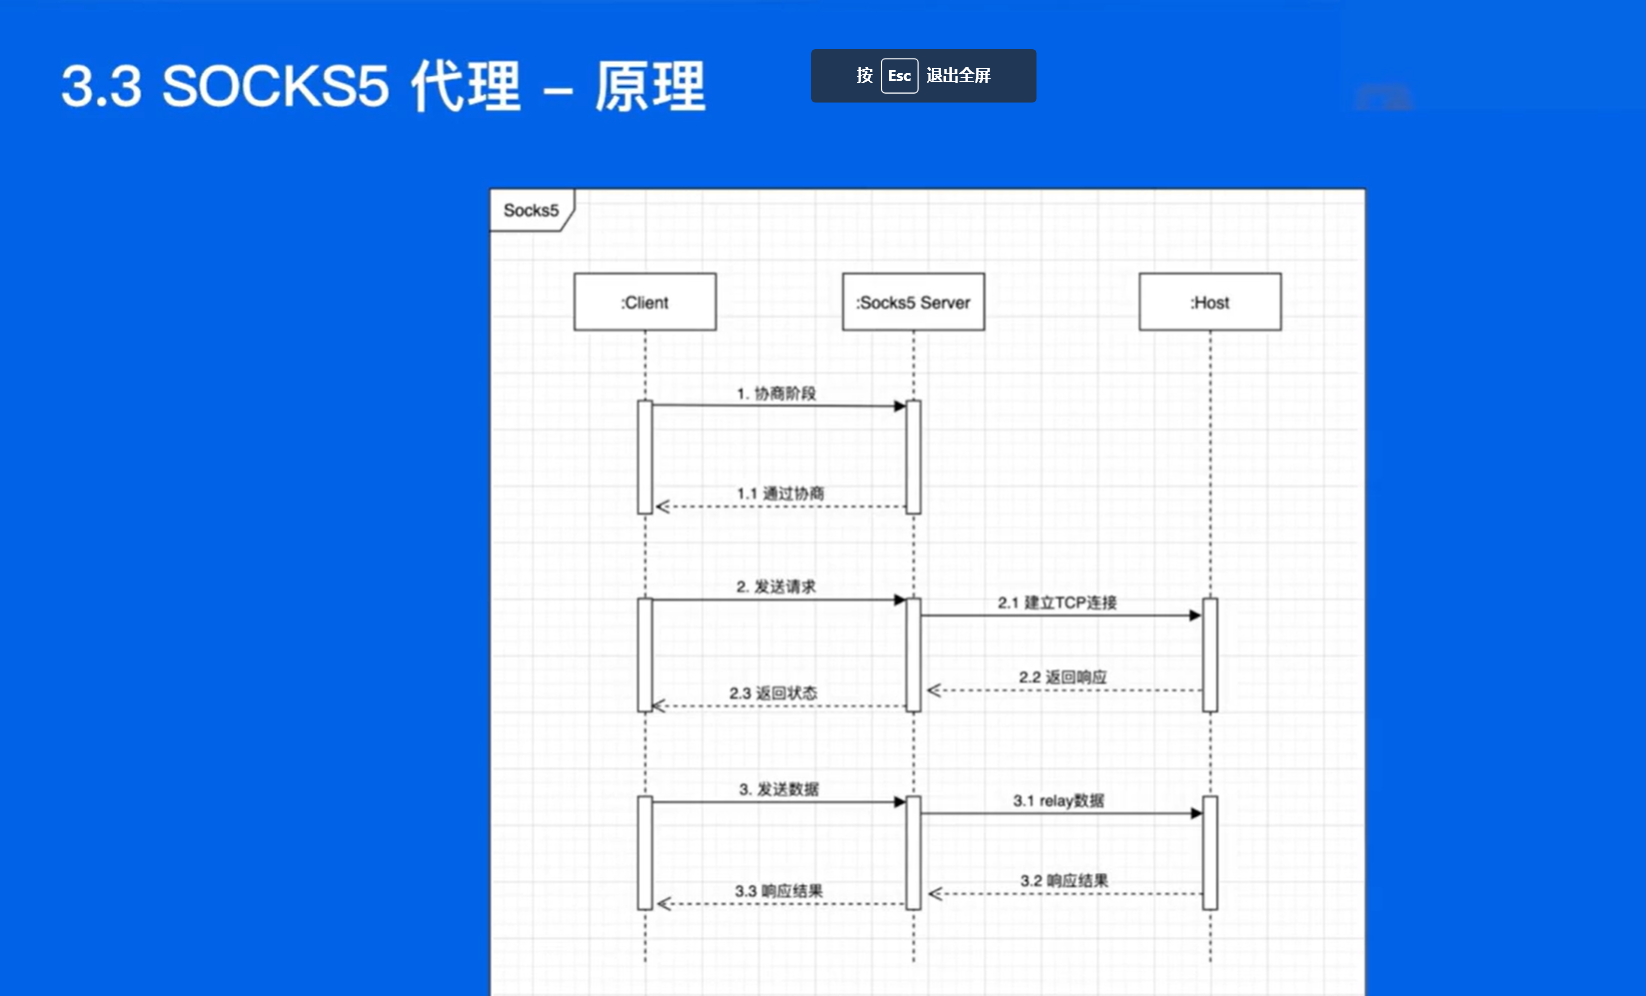 3.3 SOCKS5 代理 – 原理
按 Esc 退出全屏
Socks5
:Client
:Socks5 Server
:Host
1. 协商阶段
1.1 通过协商
2. 发送请求
2.1 建立TCP连接
2.2 返回响应
2.3 返回状态
3. 发送数据
3.1 relay数据
3.2 响应结果
3.3 响应结果